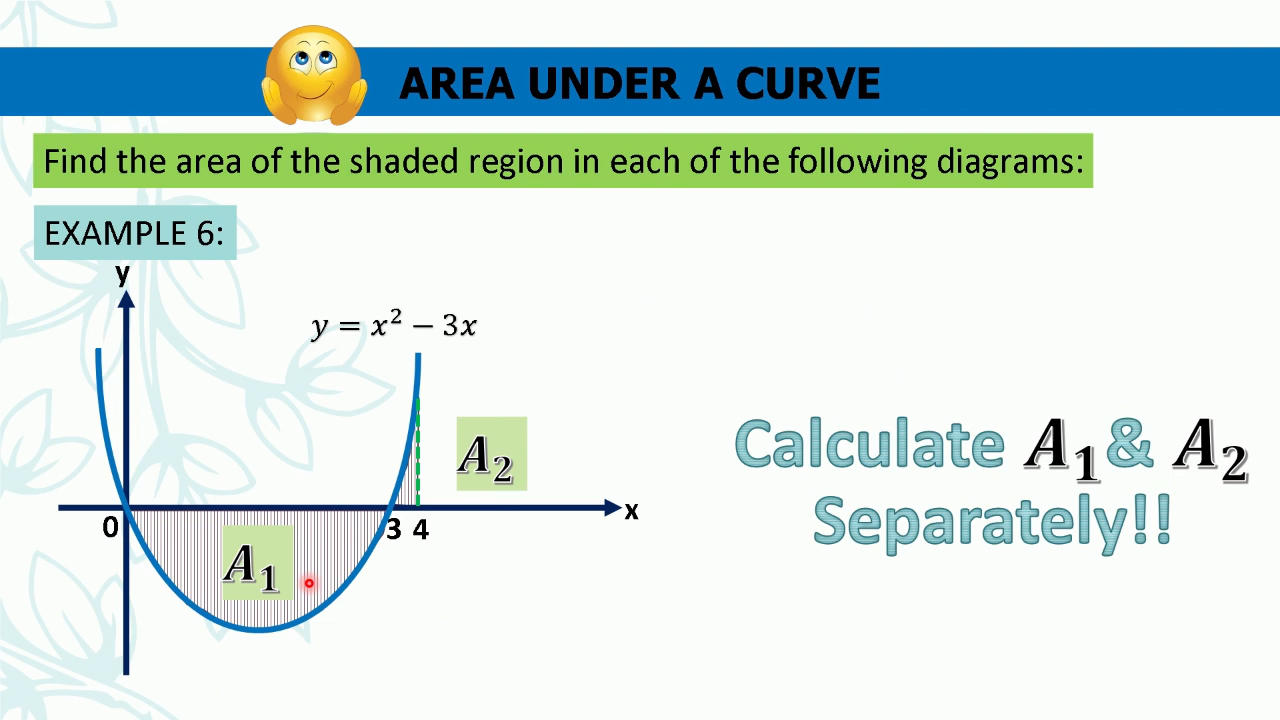 AREA UNDER A CURVE
Find the area of the shaded region in each of the following diagrams:
EXAMPLE 6:
y
y = x² − 3x
A₂
Calculate A₁ & A₂
Separately!!
x
0
3 4
A₁